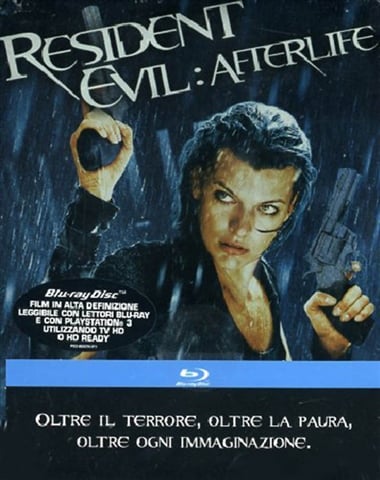 RESIDENT
EVIL: AFTERLIFE
Blu-ray Disc™
FILM IN ALTA DEFINIZIONE
LEGGIBILE CON LETTORI BLU-RAY
E CON PLAYSTATION® 3
UTILIZZANDO TV HD
O HD READY
Blu-ray Disc
OLTRE IL TERRORE, OLTRE LA PAURA,
OLTRE OGNI IMMAGINAZIONE.